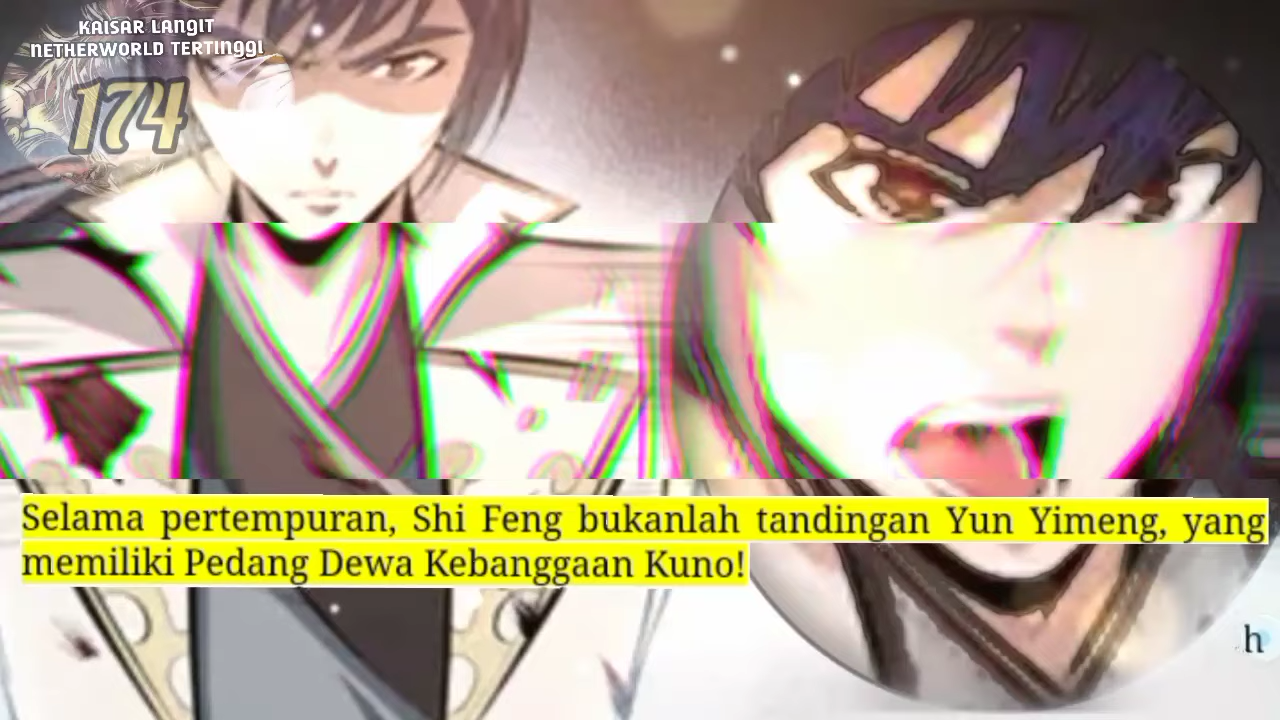 KAISAR LANGIT
NETHERWORLD TERTINGGI
174
Selama pertempuran, Shi Feng bukanlah tandingan Yun Yimeng, yang
memiliki Pedang Dewa Kebanggaan Kuno!
h